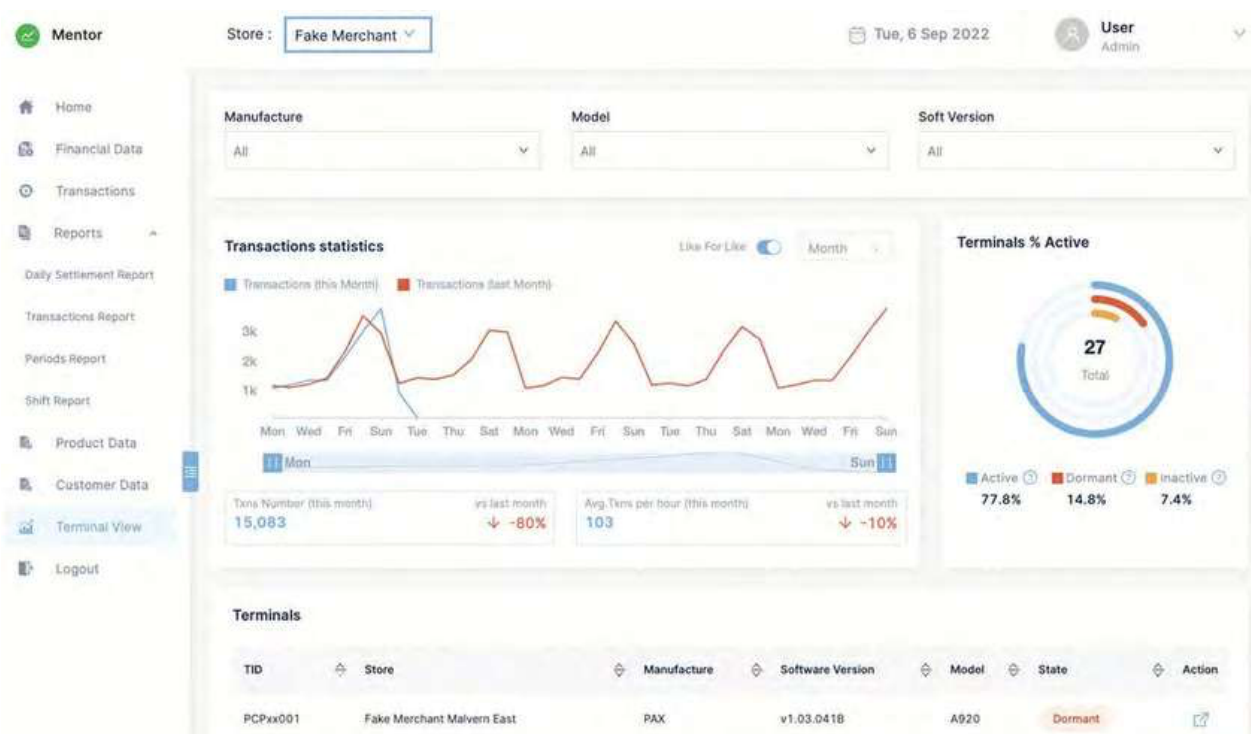 Mentor
Store : Fake Merchant
Tue, 6 Sep 2022
User
Admin
Home
Financial Data
Transactions
Reports
Daily Settlement Report
Transactions Report
Periods Report
Shift Report
Product Data
Customer Data
Terminal View
Logout
Manufacture Model Soft Version
All All All
Transactions statistics
Like For Like Month
Transactions (this Month) Transactions (last Month)
3k
2k
1k
Mon Wed Fri Sun Tue Thu Sat Mon Wed Fri Sun Tue Thu Sat Mon Wed Fri Sun
Mon Sun
Txns Number (this month) vs last month
15,083 -80%
Avg.Txns per hour (this month) vs last month
103 -10%
Terminals % Active
27
Total
Active Dormant Inactive
77.8% 14.8% 7.4%
Terminals
TID Store Manufacture Software Version Model State Action
PCPxx001 Fake Merchant Malvern East PAX v1.03.041B A920 Dormant